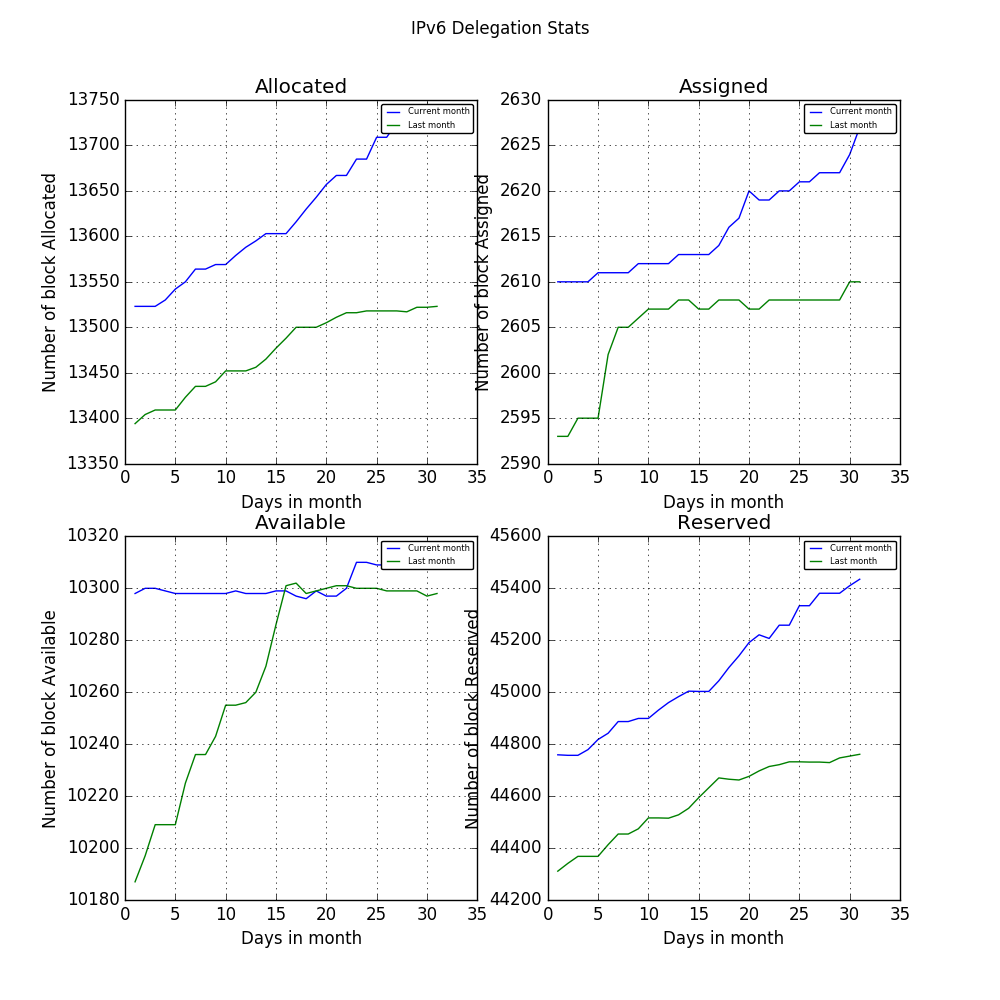 IPv6 Delegation Stats
Allocated
13750
13700
13650
13600
13550
13500
13450
13400
13350
Number of block Allocated
Current month
Last month
0 5 10 15 20 25 30 35
Days in month
Assigned
2630
2625
2620
2615
2610
2605
2600
2595
2590
Number of block Assigned
Current month
Last month
0 5 10 15 20 25 30 35
Days in month
Available
10320
10300
10280
10260
10240
10220
10200
10180
Number of block Available
Current month
Last month
0 5 10 15 20 25 30 35
Days in month
Reserved
45600
45400
45200
45000
44800
44600
44400
44200
Number of block Reserved
Current month
Last month
0 5 10 15 20 25 30 35
Days in month